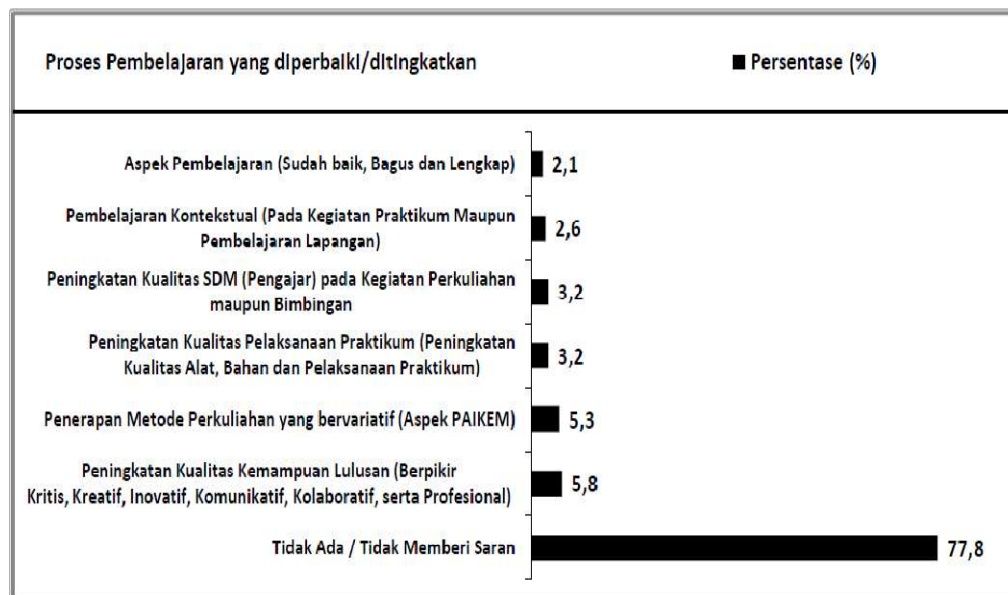 Proses Pembelajaran yang diperbaiki/ditingkatkan
■ Persentase (%)
Aspek Pembelajaran (Sudah baik, Bagus dan Lengkap)
2,1
Pembelajaran Kontekstual (Pada Kegiatan Praktikum Maupun
Pembelajaran Lapangan)
2,6
Peningkatan Kualitas SDM (Pengajar) pada Kegiatan Perkuliahan
maupun Bimbingan
3,2
Peningkatan Kualitas Pelaksanaan Praktikum (Peningkatan
Kualitas Alat, Bahan dan Pelaksanaan Praktikum)
3,2
Penerapan Metode Perkuliahan yang bervariatif (Aspek PAIKEM)
5,3
Peningkatan Kualitas Kemampuan Lulusan (Berpikir
Kritis, Kreatif, Inovatif, Komunikatif, Kolaboratif, serta Profesional)
5,8
Tidak Ada / Tidak Memberi Saran
77,8